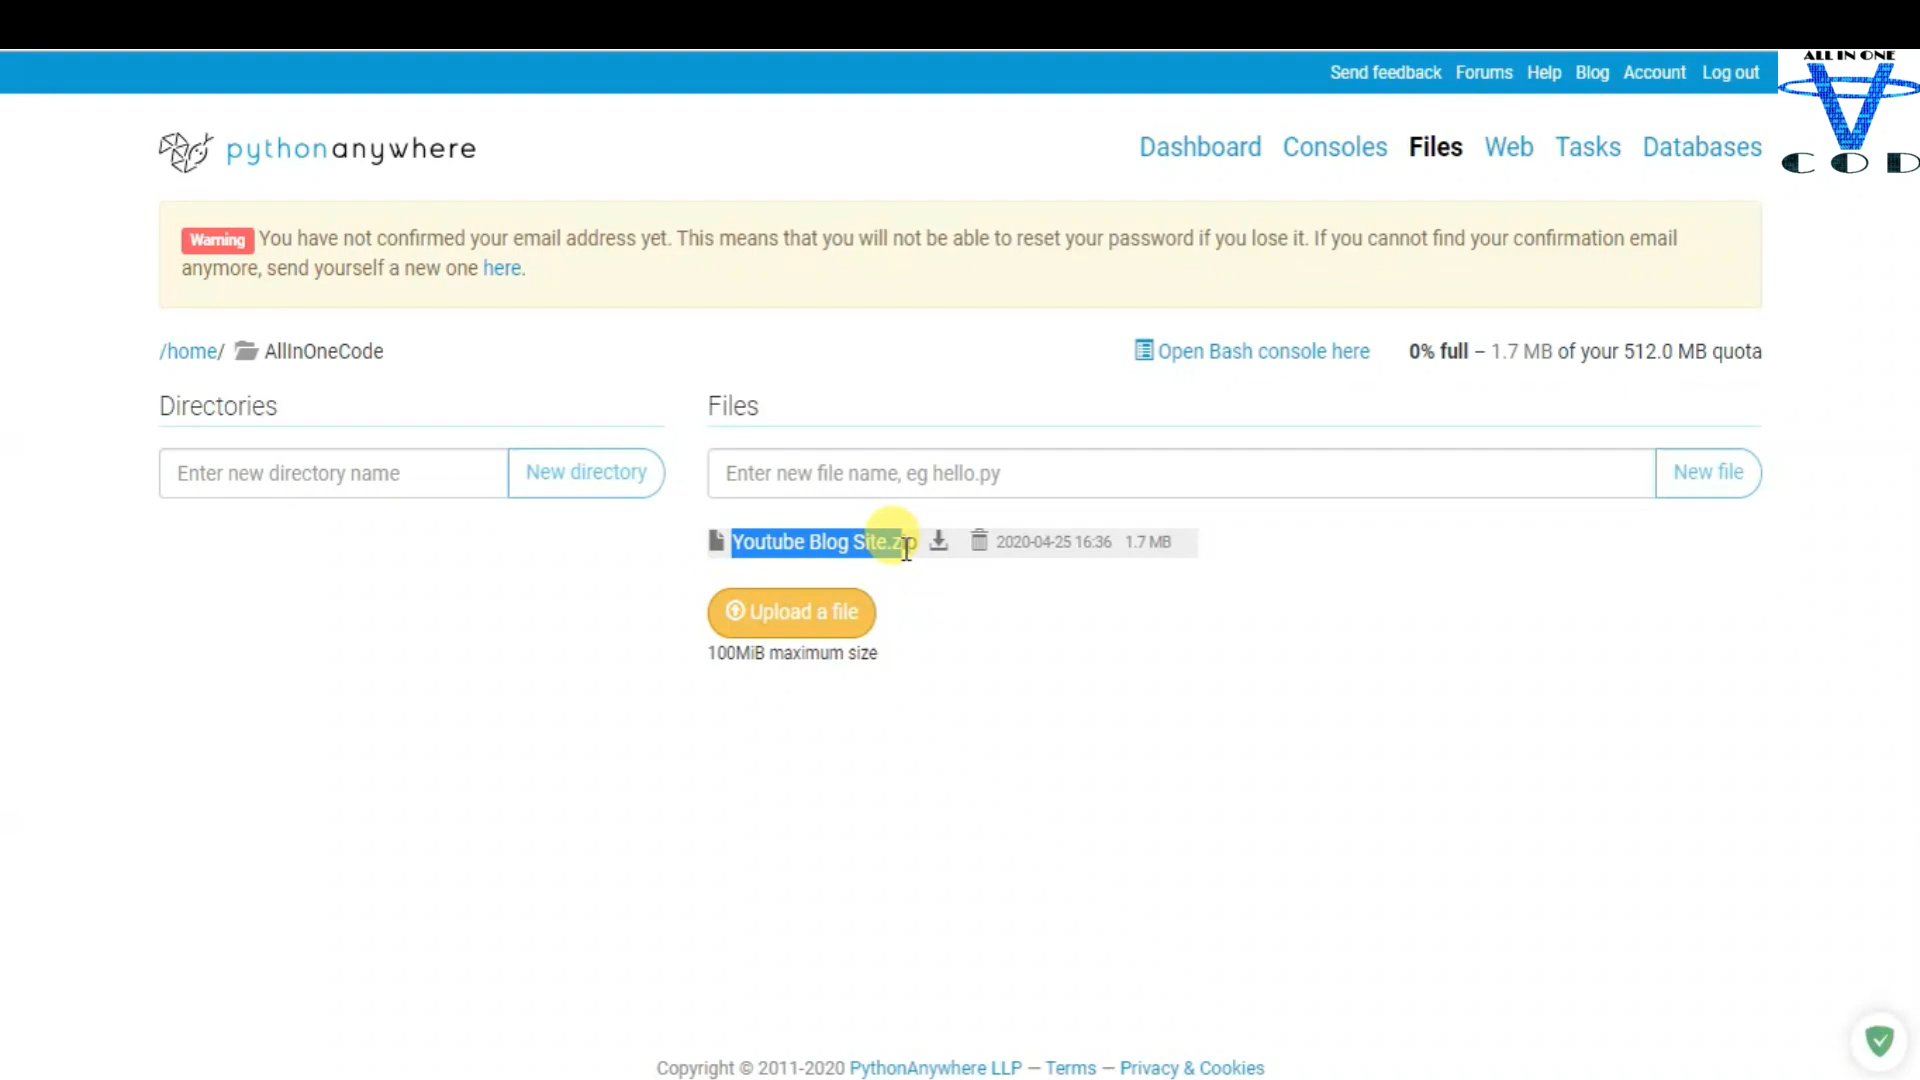 ALL IN ONE
COD
Send feedback Forums Help Blog Account Log out
pythonanywhere
Dashboard Consoles Files Web Tasks Databases
Warning You have not confirmed your email address yet. This means that you will not be able to reset your password if you lose it. If you cannot find your confirmation email
anymore, send yourself a new one here.
/home/ AllInOneCode
Open Bash console here 0% full – 1.7 MB of your 512.0 MB quota
Directories
Files
Enter new directory name New directory
Enter new file name, eg hello.py New file
Youtube Blog Site.zip 2020-04-25 16:36 1.7 MB
Upload a file
100MiB maximum size
Copyright © 2011-2020 PythonAnywhere LLP — Terms — Privacy & Cookies